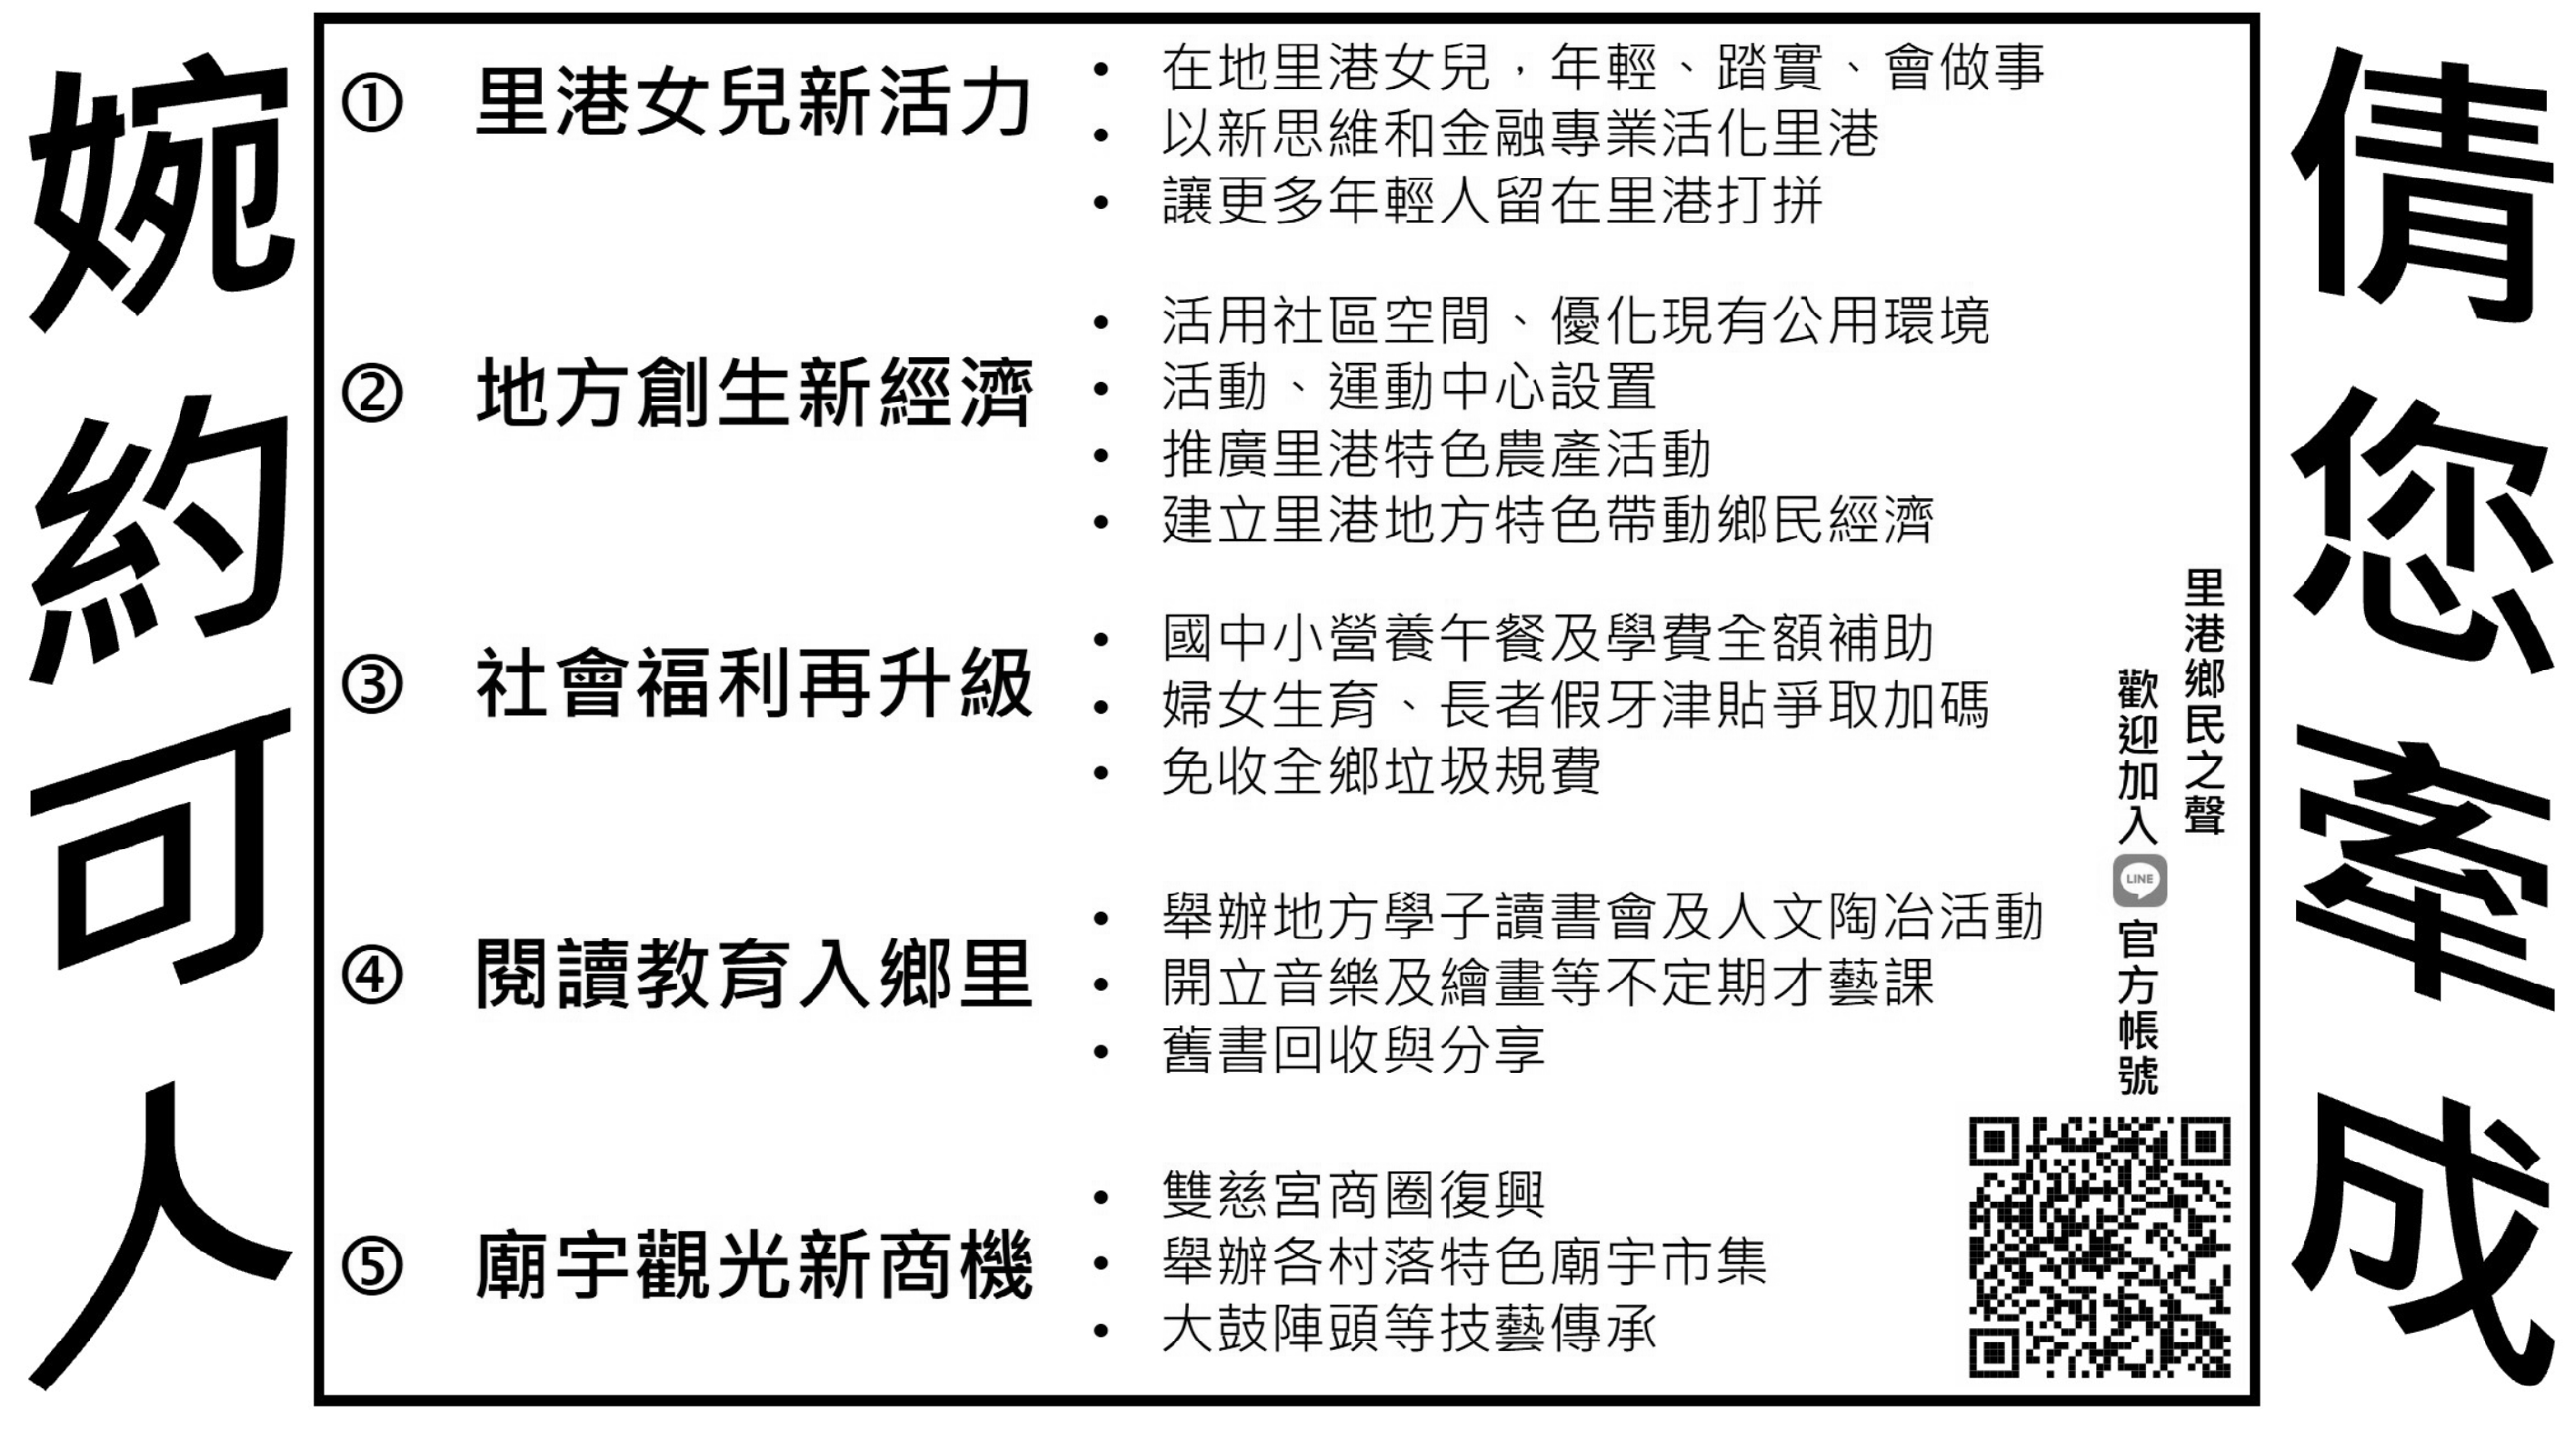 婉約可人
① 里港女兒新活力
• 在地里港女兒，年輕、踏實、會做事
• 以新思維和金融專業活化里港
• 讓更多年輕人留在里港打拼
② 地方創生新經濟
• 活用社區空間、優化現有公用環境
• 活動、運動中心設置
• 推廣里港特色農產活動
• 建立里港地方特色帶動鄉民經濟
③ 社會福利再升級
• 國中小營養午餐及學費全額補助
• 婦女生育、長者假牙津貼爭取加碼
• 免收全鄉垃圾規費
④ 閱讀教育入鄉里
• 舉辦地方學子讀書會及人文陶冶活動
• 開立音樂及繪畫等不定期才藝課
• 舊書回收與分享
⑤ 廟宇觀光新商機
• 雙慈宮商圈復興
• 舉辦各村落特色廟宇市集
• 大鼓陣頭等技藝傳承
里港鄉民之聲
歡迎加入 LINE 官方帳號
倩您牽成